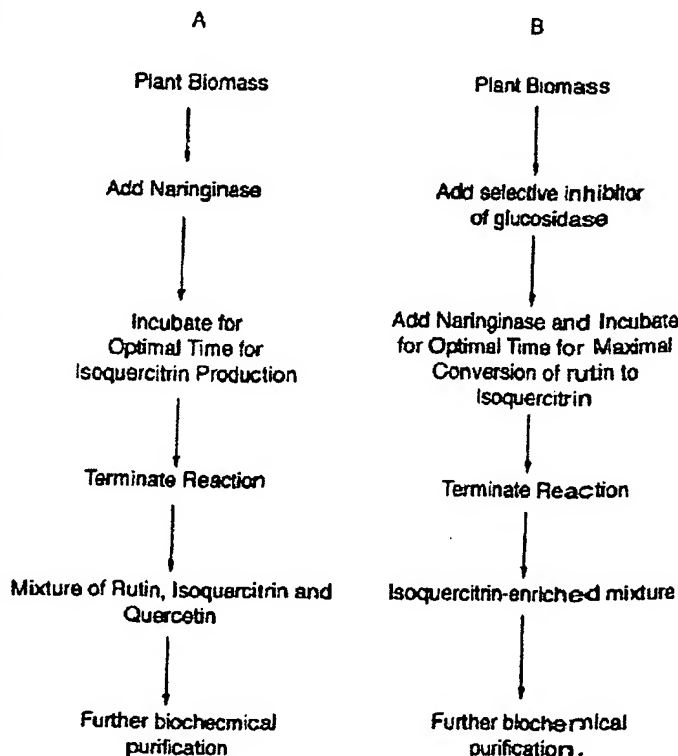 A
Plant Biomass
Add Naringinase
Incubate for
Optimal Time for
Isoquercitrin Production
Terminate Reaction
Mixture of Rutin, Isoquarcitrin and
Quercetin
Further biochecmical
purification
B
Plant Biomass
Add selective inhibitor
of glucosidase
Add Naringinase and Incubate
for Optimal Time for Maximal
Conversion of rutin to
Isoquercitrin
Terminate Reaction
Isoquercitrin-enriched mixture
Further biochemical
purification.